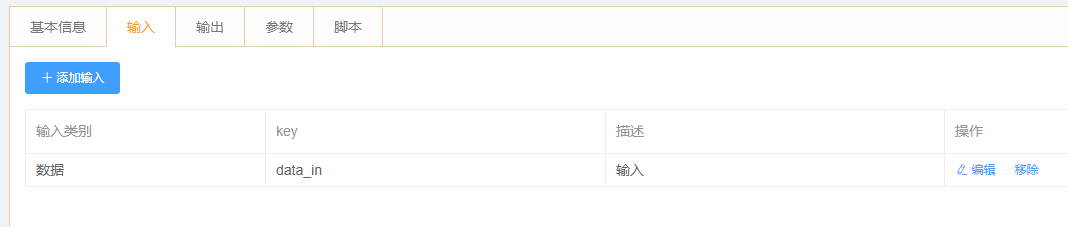 基本信息 输入 输出 参数 脚本
+ 添加输入
输入类别 key 描述 操作
数据 data_in 输入 编辑 移除